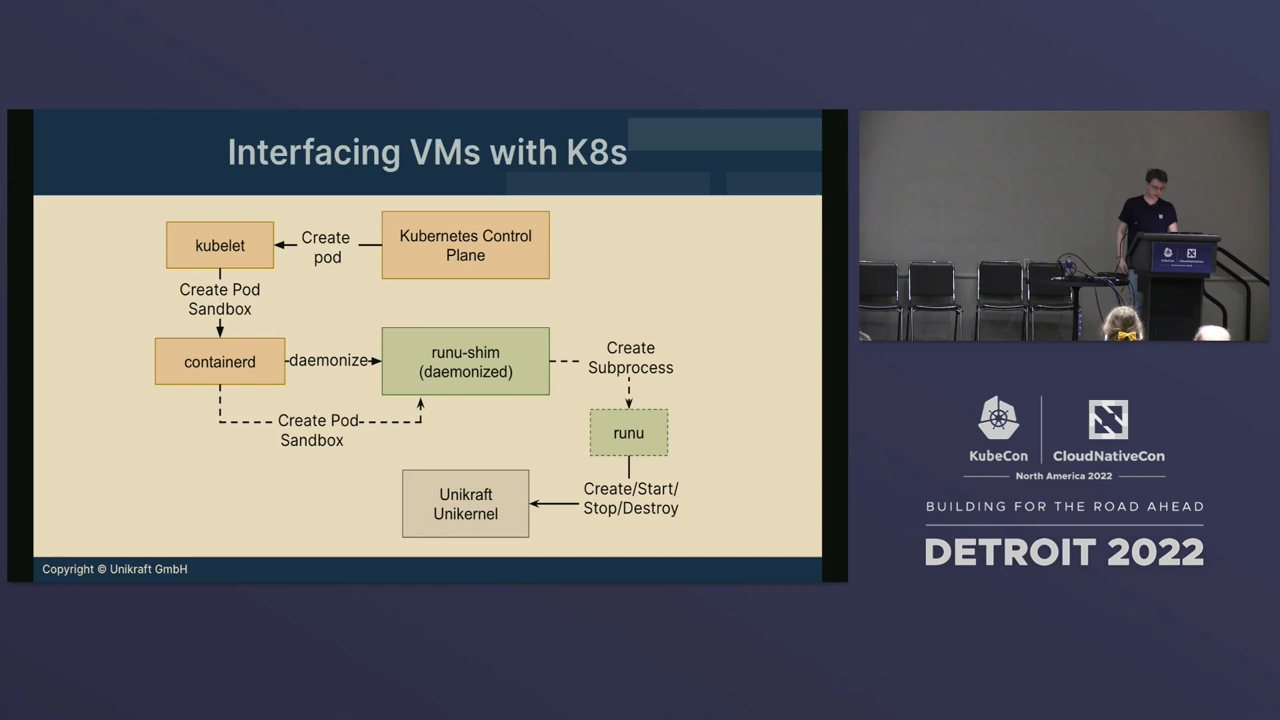 Interfacing VMs with K8s
kubelet
Create
pod
Kubernetes Control
Plane
Create Pod
Sandbox
containerd
daemonize
runu-shim
(daemonized)
Create
Subprocess
Create Pod
Sandbox
runu
Unikraft
Unikernel
Create/Start/
Stop/Destroy
Copyright © Unikraft GmbH
KubeCon
CloudNativeCon
North America 2022
BUILDING FOR THE ROAD AHEAD
DETROIT 2022